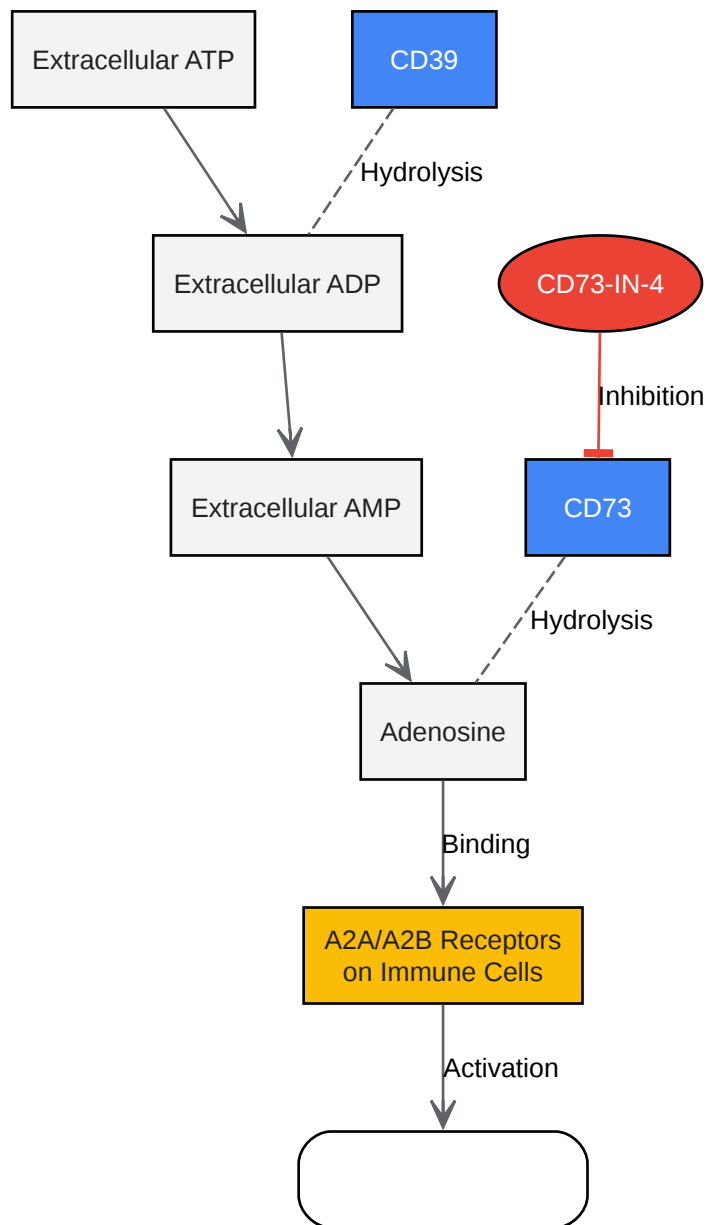 Extracellular ATP
CD39
Hydrolysis
Extracellular ADP
CD73-IN-4
Inhibition
Extracellular AMP
CD73
Hydrolysis
Adenosine
Binding
A2A/A2B Receptors
on Immune Cells
Activation